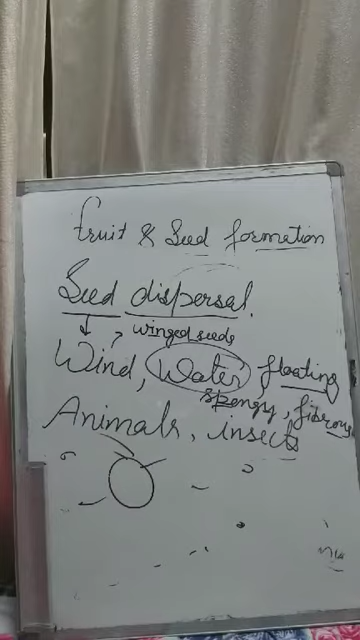 Fruit & Seed formation
Seed dispersal.
winged seeds
Wind, Water floating
spongy, fibrous
Animals, insects